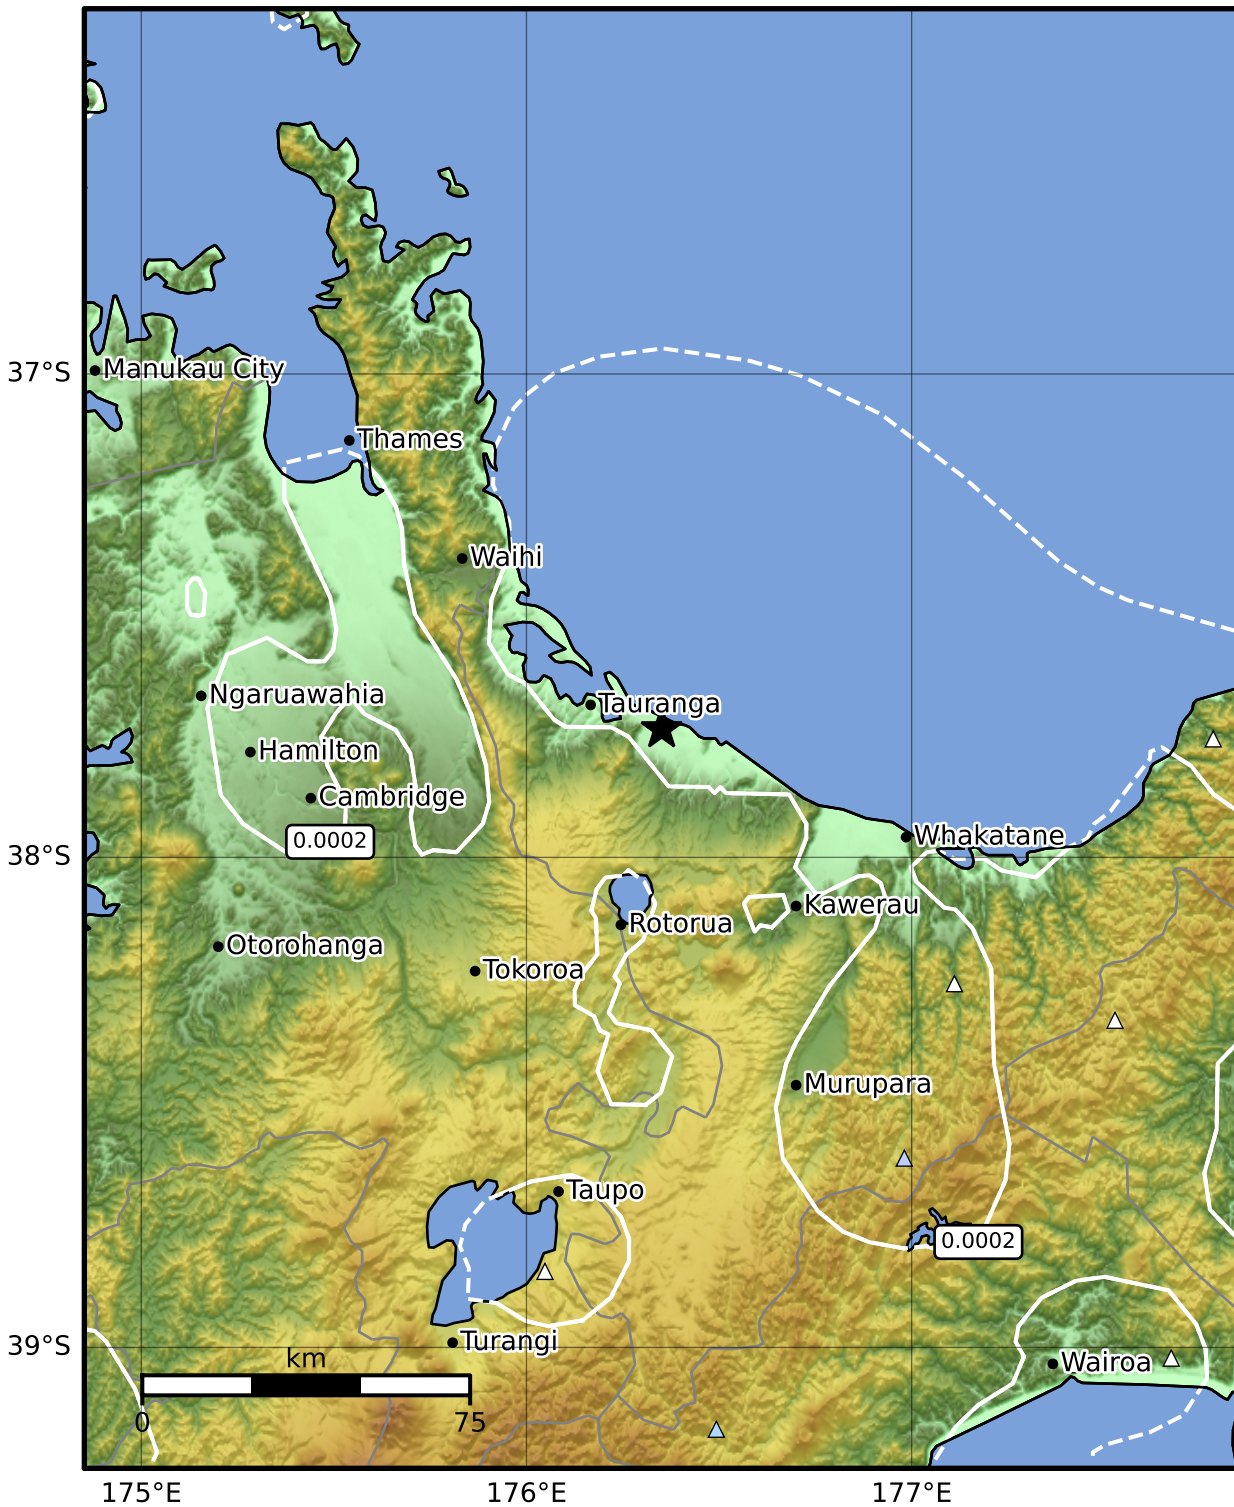 37°S
Manukau City
Thames
Waihi
Ngaruawahia
Tauranga
Hamilton
Cambridge
0.0002
Whakatane
38°S
Kawerau
Rotorua
Otorohanga
Tokoroa
Murupara
Taupo
0.0002
Turangi
39°S
km
Wairoa
0
75
175°E
176°E
177°E